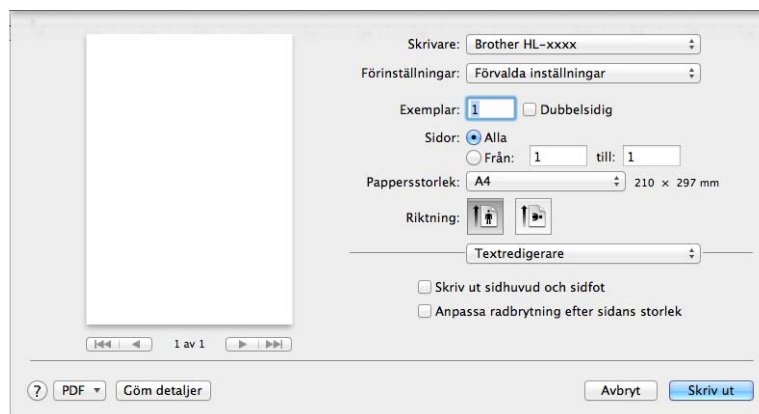 Skrivare: Brother HL-xxxx
Förinställningar: Förvalda inställningar
Exemplar: 1 Dubbelsidig
Sidor: Alla
Från: 1 till: 1
Pappersstorlek: A4 210 × 297 mm
Riktning:
Textredigerare
Skriv ut sidhuvud och sidfot
Anpassa radbrytning efter sidans storlek
1 av 1
? PDF Göm detaljer Avbryt Skriv ut